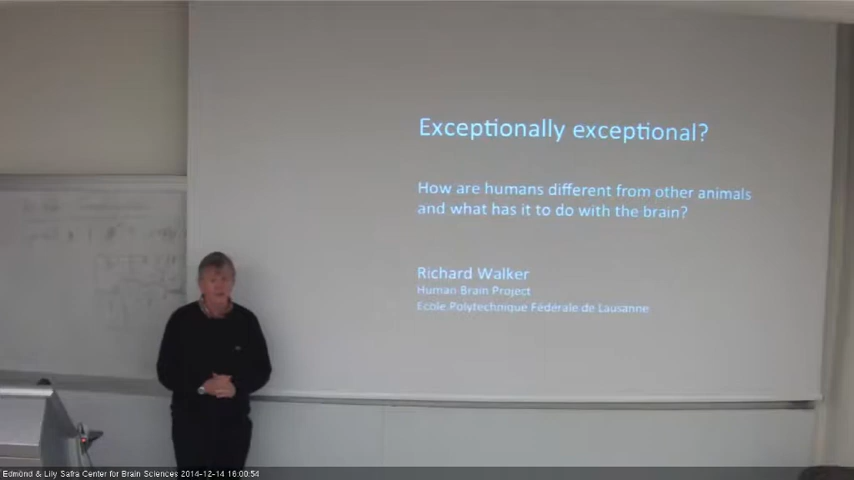 Exceptionally exceptional?
How are humans different from other animals
and what has it to do with the brain?
Richard Walker
Human Brain Project
Ecole Polytechnique Fédérale de Lausanne
Edmond & Lily Safra Center for Brain Sciences 2014-12-14 16:00:54